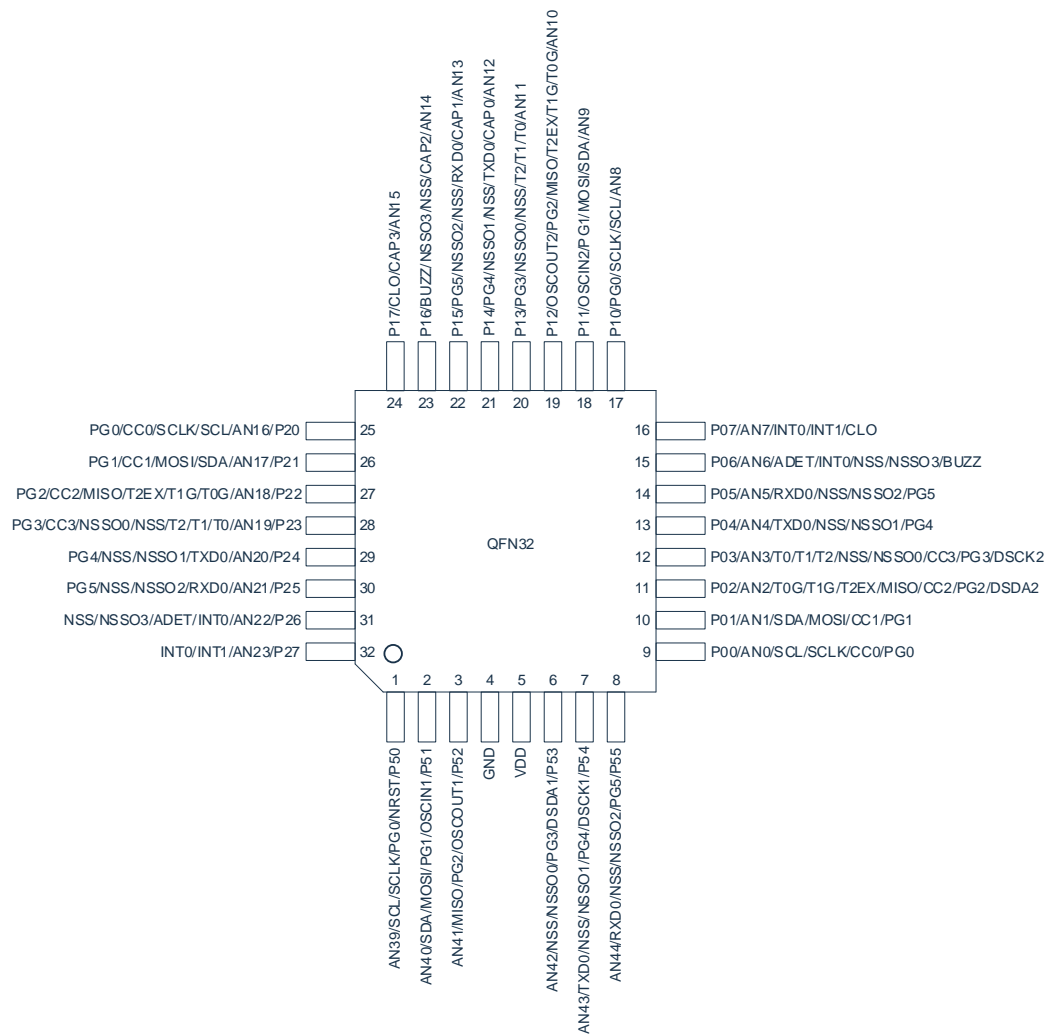 P17/CLO/CAP3/AN15
P16/BUZZ/NSSO3/NSS/CAP2/AN14
P15/PG5/NSSO2/NSS/RXD0/CAP1/AN13
P14/PG4/NSSO1/NSS/TXD0/CAP0/AN12
P13/PG3/NSSO0/NSS/T2/T1/T0/AN11
P12/OSCOUT2/PG2/MISO/T2EX/T1G/T0G/AN10
P11/OSCIN2/PG1/MOSI/SDA/AN9
P10/PG0/SCLK/SCL/AN8
24 23 22 21 20 19 18 17
PG0/CC0/SCLK/SCL/AN16/P20 25
PG1/CC1/MOSI/SDA/AN17/P21 26
PG2/CC2/MISO/T2EX/T1G/T0G/AN18/P22 27
PG3/CC3/NSSO0/NSS/T2/T1/T0/AN19/P23 28
PG4/NSS/NSSO1/TXD0/AN20/P24 29
PG5/NSS/NSSO2/RXD0/AN21/P25 30
NSS/NSSO3/ADET/INT0/AN22/P26 31
INT0/INT1/AN23/P27 32
QFN32
16 P07/AN7/INT0/INT1/CLO
15 P06/AN6/ADET/INT0/NSS/NSSO3/BUZZ
14 P05/AN5/RXD0/NSS/NSSO2/PG5
13 P04/AN4/TXD0/NSS/NSSO1/PG4
12 P03/AN3/T0/T1/T2/NSS/NSSO0/CC3/PG3/DSCK2
11 P02/AN2/T0G/T1G/T2EX/MISO/CC2/PG2/DSDA2
10 P01/AN1/SDA/MOSI/CC1/PG1
9 P00/AN0/SCL/SCLK/CC0/PG0
1 2 3 4 5 6 7 8
AN39/SCL/SCLK/PG0/NRST/P50
AN40/SDA/MOSI/PG1/OSCIN1/P51
AN41/MISO/PG2/OSCOUT1/P52
GND
VDD
AN42/NSS/NSSO0/PG3/DSDA1/P53
AN43/TXD0/NSS/NSSO1/PG4/DSCK1/P54
AN44/RXD0/NSS/NSSO2/PG5/P55